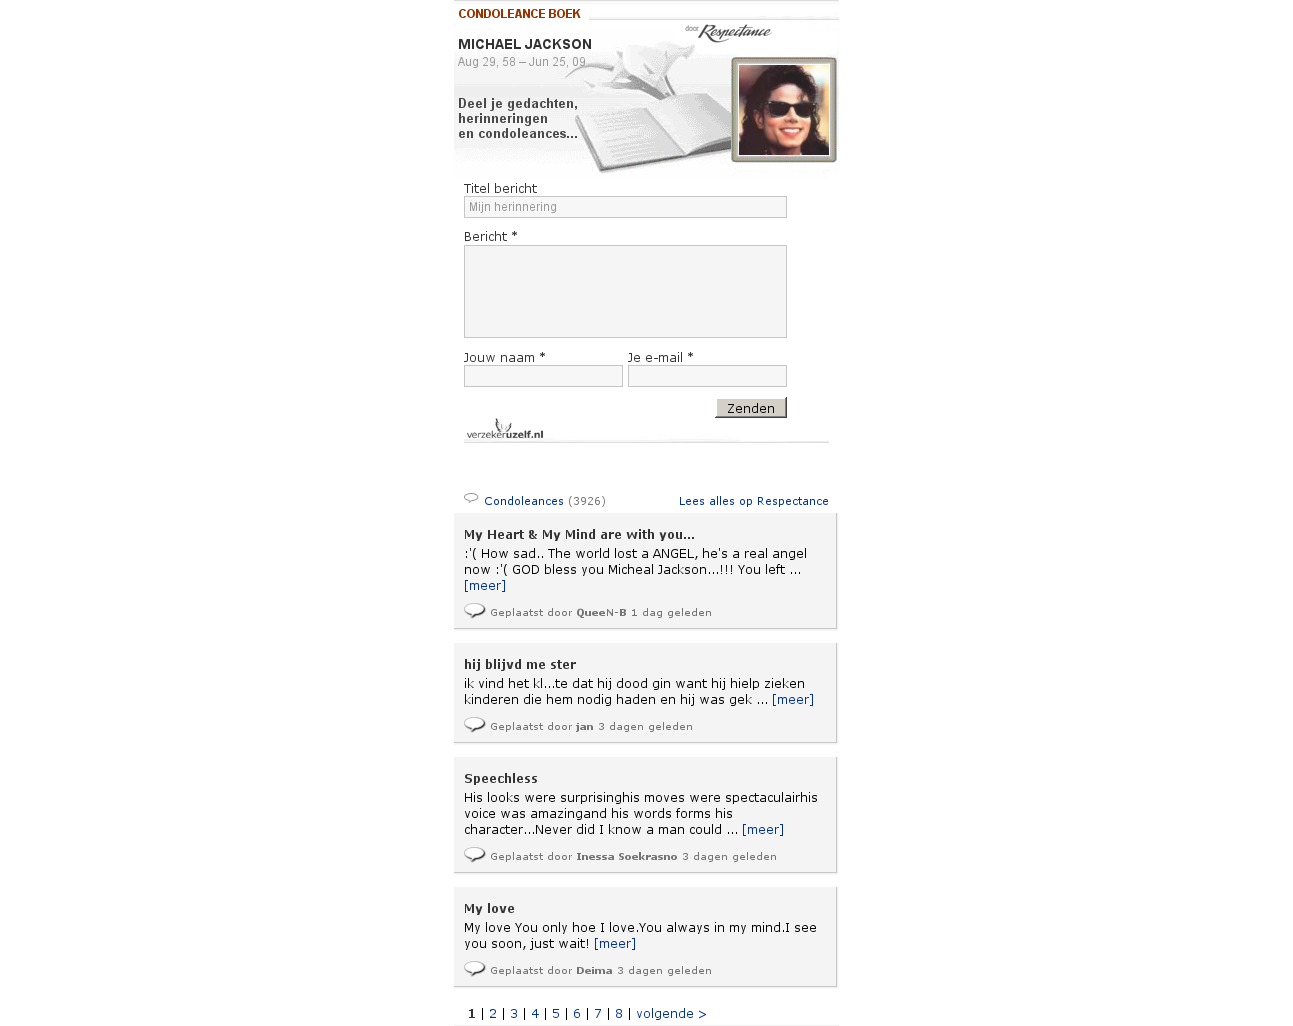 CONDOLEANCE BOEK
door Respectance
MICHAEL JACKSON
Aug 29, 58 – Jun 25, 09
Deel je gedachten,
herinneringen
en condoleances...
Titel bericht
Mijn herinnering
Bericht *
Jouw naam * Je e-mail *
Zenden
verzekeruzelf.nl
Condoleances (3926) Lees alles op Respectance
My Heart & My Mind are with you...
:'( How sad.. The world lost a ANGEL, he's a real angel
now :'( GOD bless you Micheal Jackson...!!! You left ...
[meer]
Geplaatst door QueeN-B 1 dag geleden
hij blijvd me ster
ik vind het kl...te dat hij dood gin want hij hielp zieken
kinderen die hem nodig haden en hij was gek ... [meer]
Geplaatst door jan 3 dagen geleden
Speechless
His looks were surprisinghis moves were spectaculairhis
voice was amazingand his words forms his
character...Never did I know a man could ... [meer]
Geplaatst door Inessa Soekrasno 3 dagen geleden
My love
My love You only hoe I love.You always in my mind.I see
you soon, just wait! [meer]
Geplaatst door Deima 3 dagen geleden
1 | 2 | 3 | 4 | 5 | 6 | 7 | 8 | volgende >